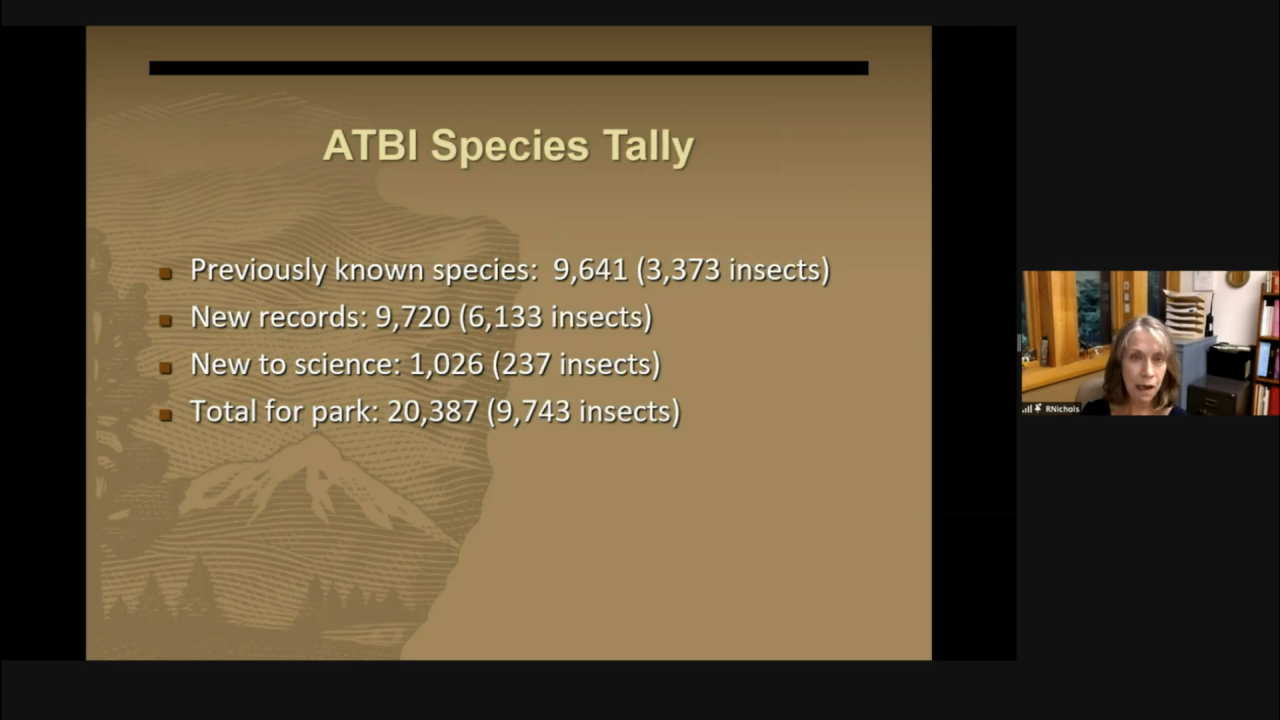 ATBI Species Tally
Previously known species: 9,641 (3,373 insects)
New records: 9,720 (6,133 insects)
New to science: 1,026 (237 insects)
Total for park: 20,387 (9,743 insects)
RNichols